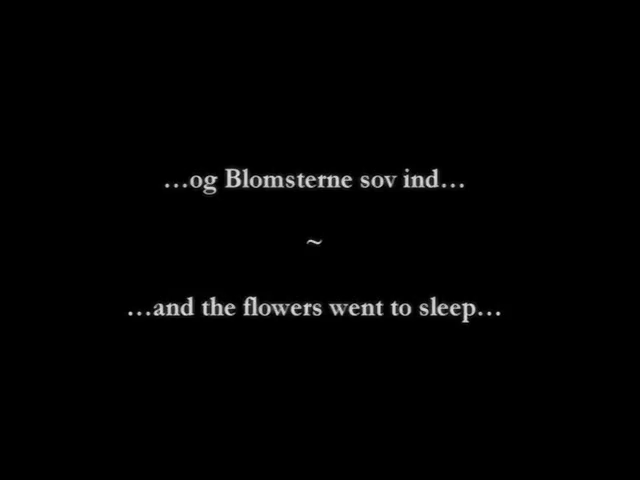 …og Blomsterne sov ind…
~
…and the flowers went to sleep…